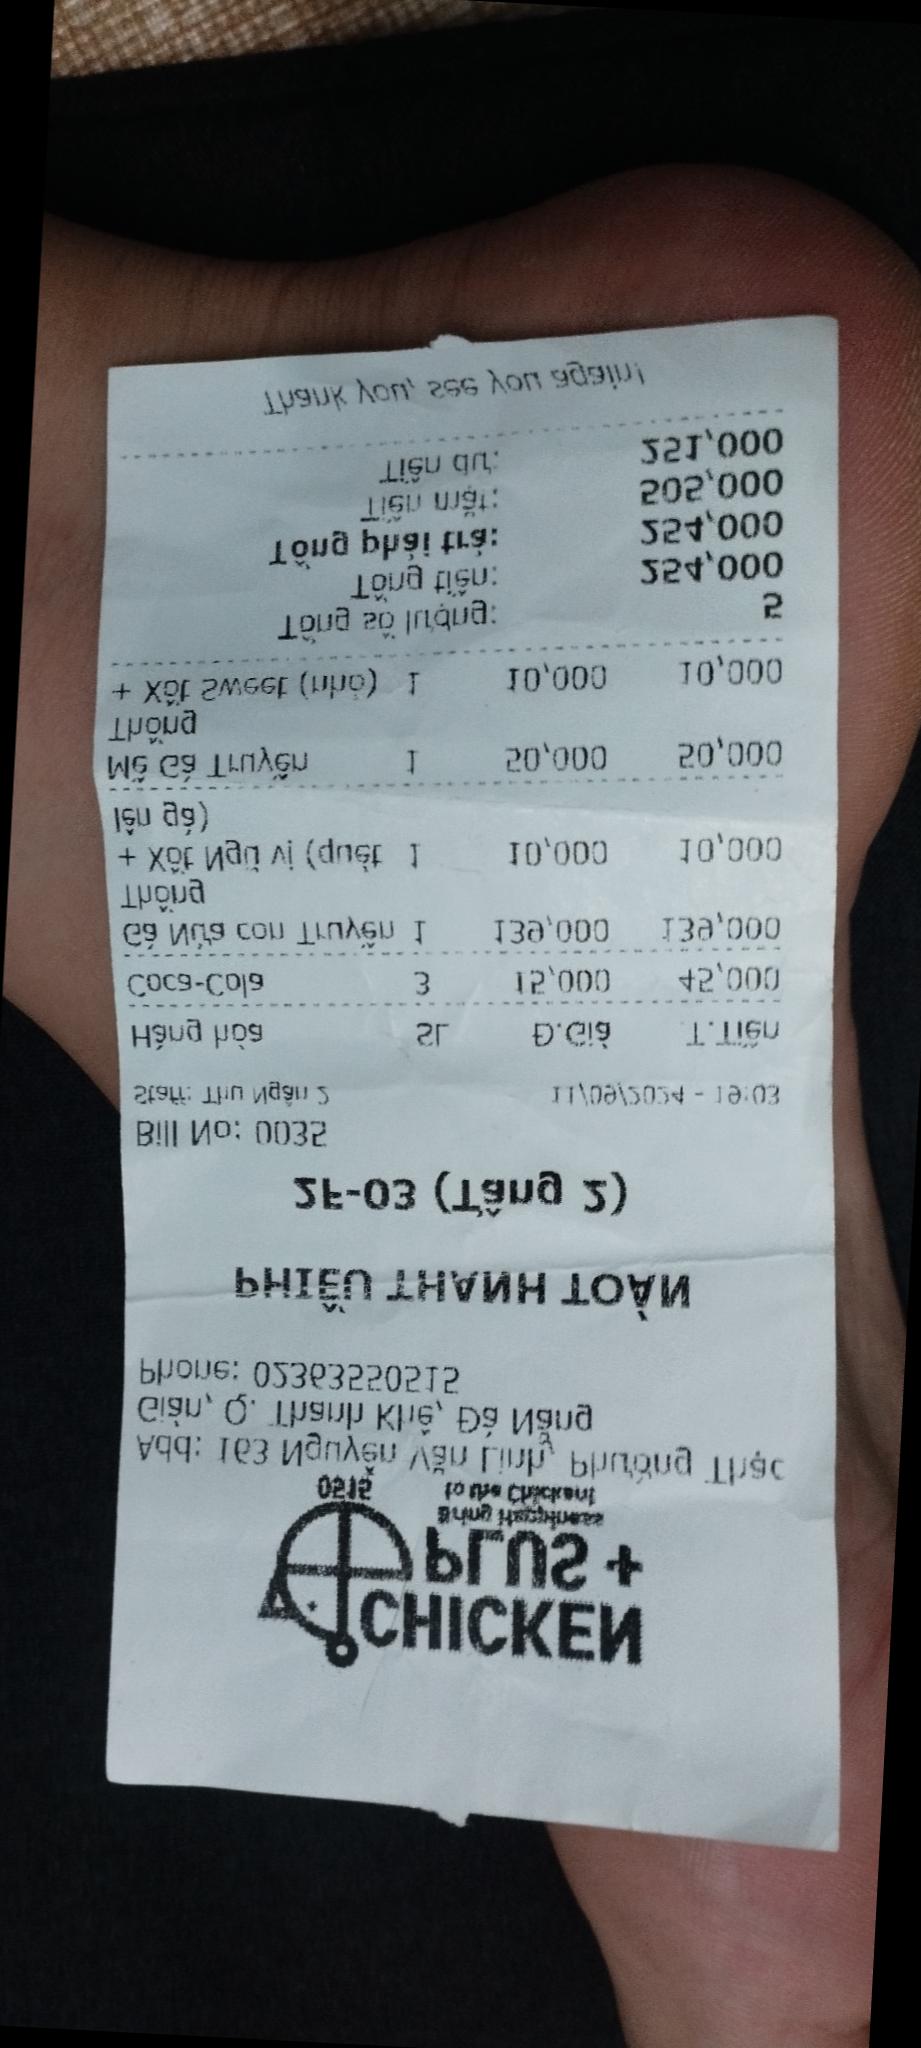 CHICKEN
PLUS +
Bring Happiness
to the Chicken!
0515
Add: 163 Nguyễn Văn Linh, Phường Thạc
Gián, Q. Thanh Khê, Đà Nẵng
Phone: 02363550515
PHIẾU THANH TOÁN
2F-03 (Tầng 2)
Bill No: 0035
Staff: Thu Ngân 2 11/09/2024 - 19:03
Hàng hóa SL Đ.Giá T.Tiền
Coca-Cola 3 15,000 45,000
Gà Nửa con Truyền 1 139,000 139,000
Thống
+ Xốt Ngũ vị (quét 1 10,000 10,000
lên gà)
Mề Gà Truyền 1 50,000 50,000
Thống
+ Xốt Sweet (nhỏ) 1 10,000 10,000
Tổng số lượng: 5
Tổng tiền: 254,000
Tổng phải trả: 254,000
Tiền mặt: 505,000
Tiền dư: 251,000
Thank you, see you again!